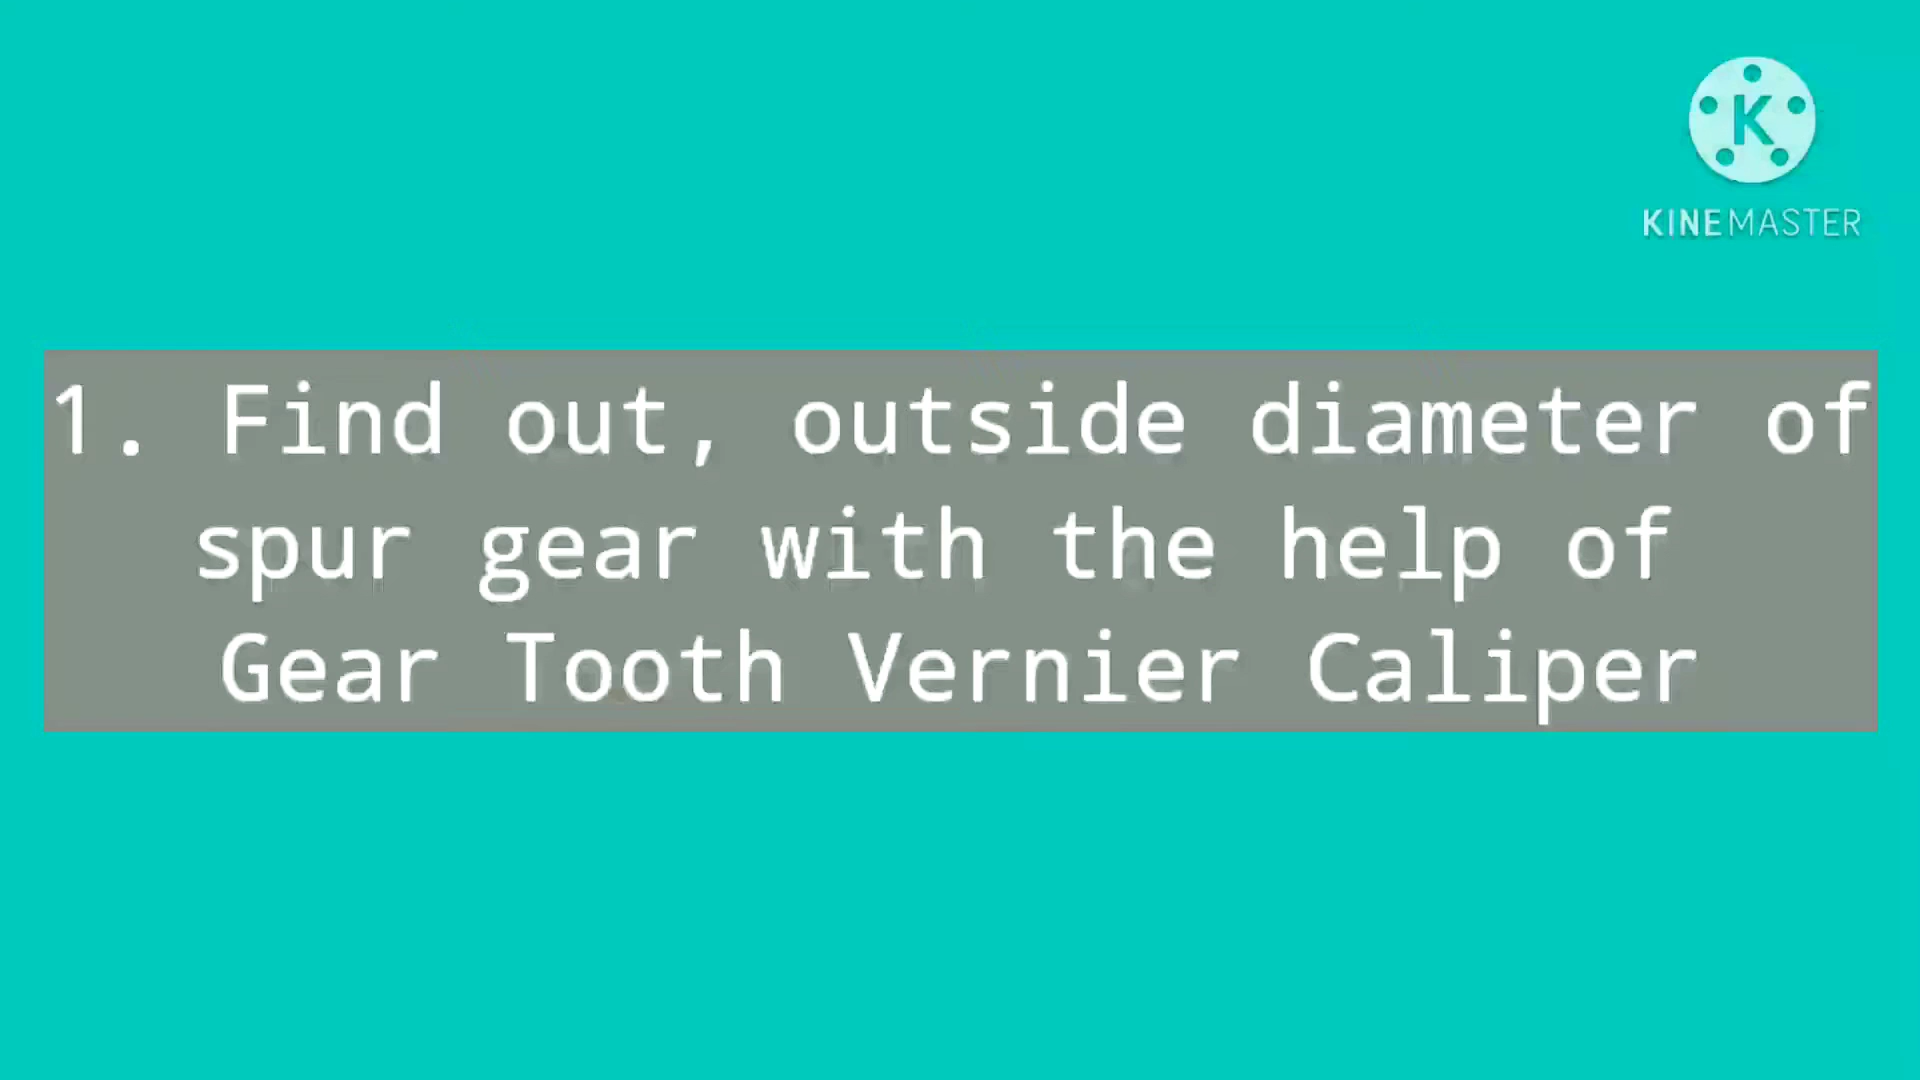 K
KINEMASTER
1. Find out, outside diameter of
spur gear with the help of
Gear Tooth Vernier Caliper